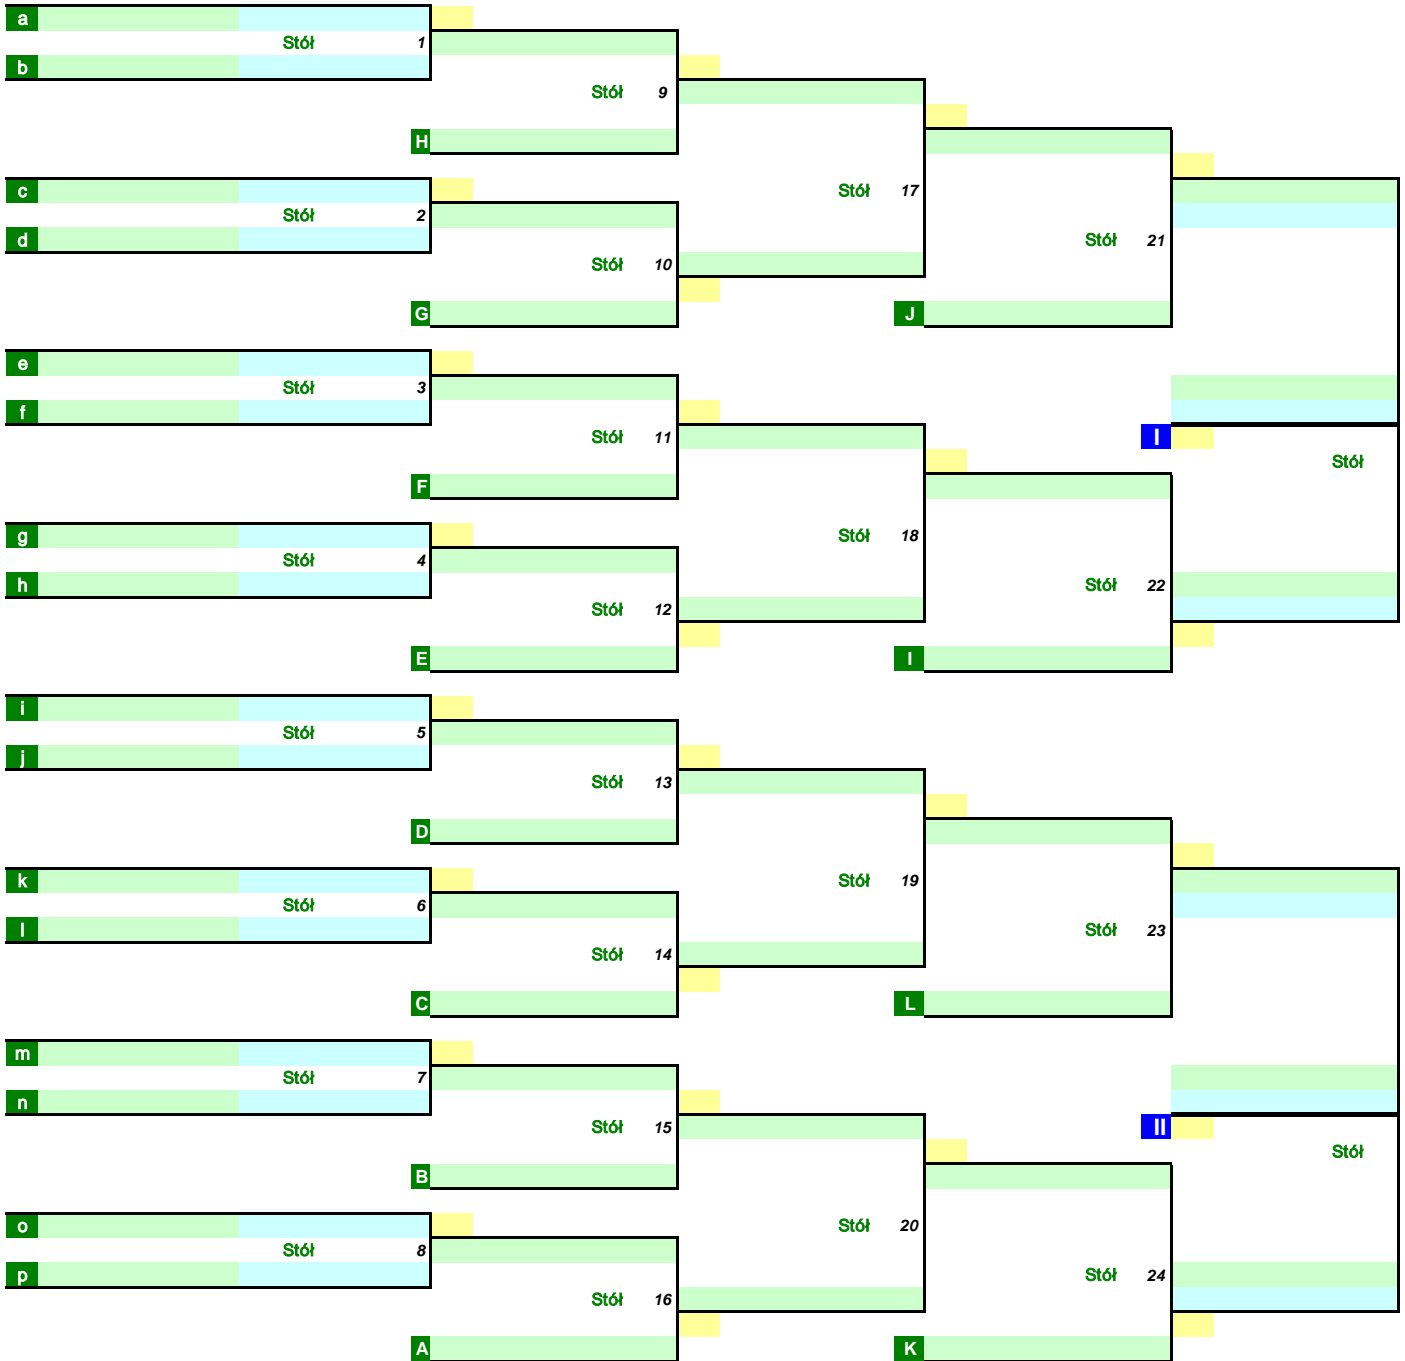 a
Stół 1
b
Stół 9
H
c
Stół 17
Stół 2
d
Stół 21
Stół 10
G J
e
Stół 3
f
Stół 11 I
Stół
F
g
Stół 18
Stół 4
h
Stół 22
Stół 12
E I
i
Stół 5
j
Stół 13
D
k
Stół 19
Stół 6
l
Stół 23
Stół 14
C L
m
Stół 7
n
Stół 15 II
Stół
B
o
Stół 20
Stół 8
p
Stół 24
Stół 16
A K